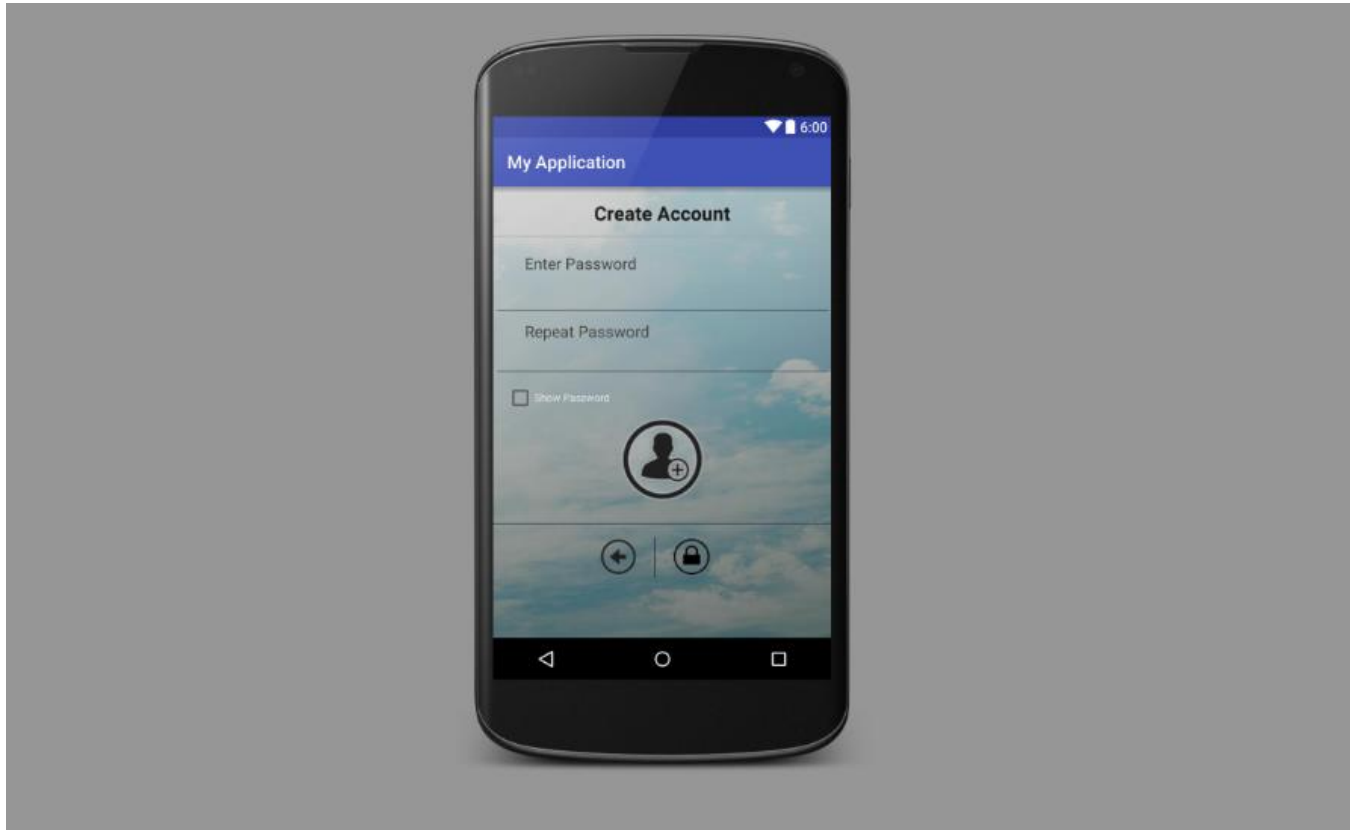 6:00
My Application
Create Account
Enter Password
Repeat Password
Show Password